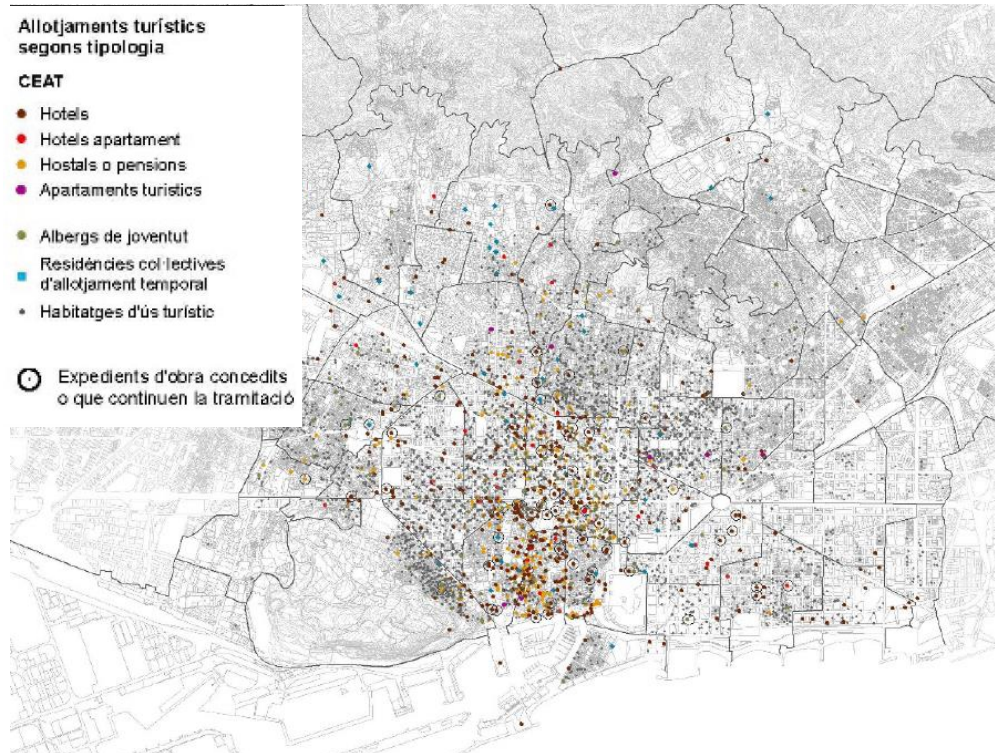 Allotjaments turístics
segons tipologia
CEAT
Hotels
Hotels apartament
Hostals o pensions
Apartaments turístics
Albergs de joventut
Residències col·lectives
d'allotjament temporal
Habitatges d'ús turístic
Expedients d'obra concedits
o que continuen la tramitació